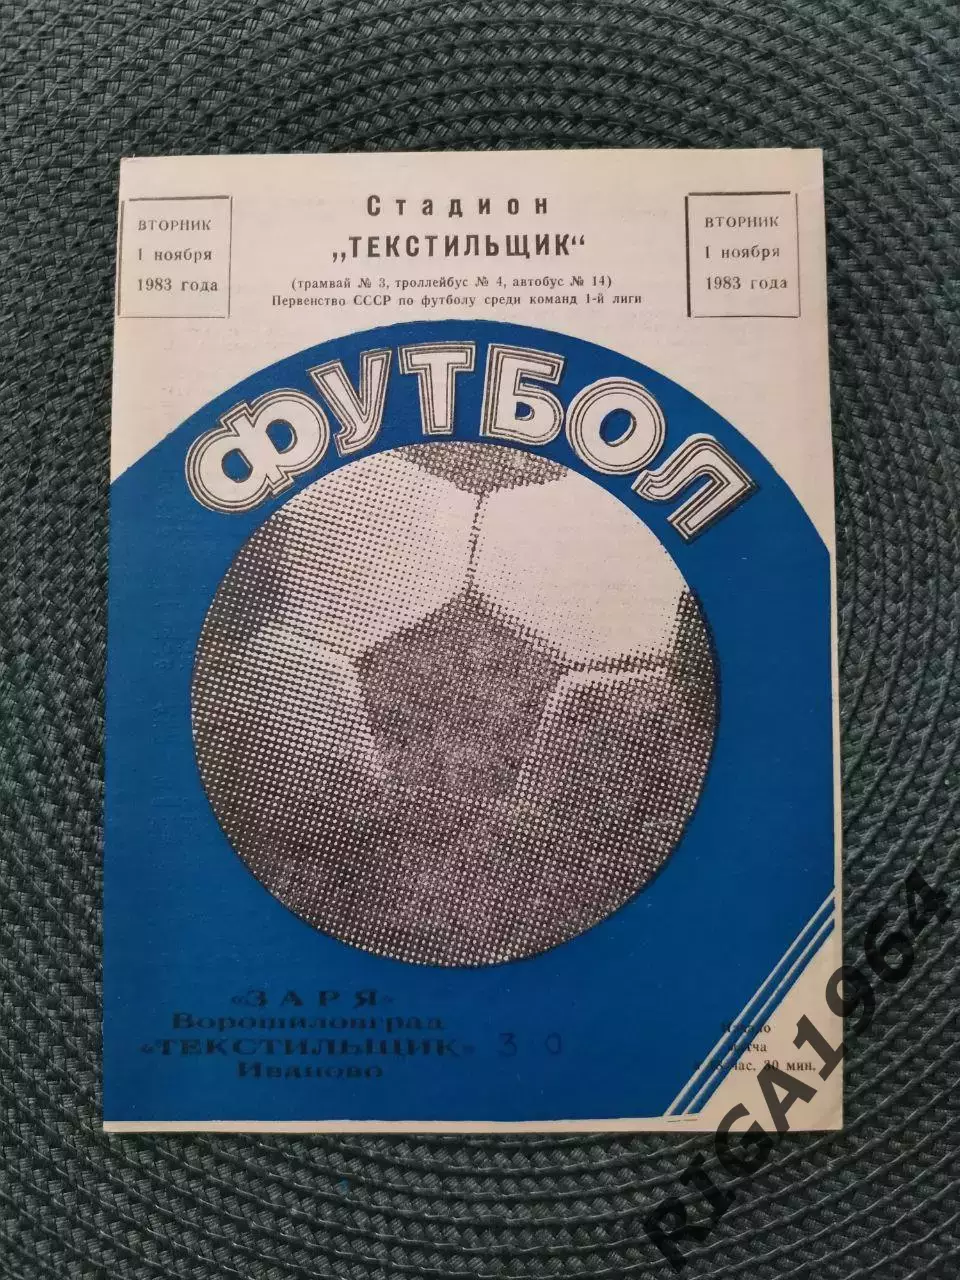 ВТОРНИК
1 ноября
1983 года
Стадион
„ТЕКСТИЛЬЩИК“
(трамвай № 3, троллейбус № 4, автобус № 14)
Первенство СССР по футболу среди команд 1-й лиги
ВТОРНИК
1 ноября
1983 года
ФУТБОЛ
«ЗАРЯ»
Ворошиловград
«ТЕКСТИЛЬЩИК» 3 0
Иваново
матча
час. 30 мин.
RIGA1964